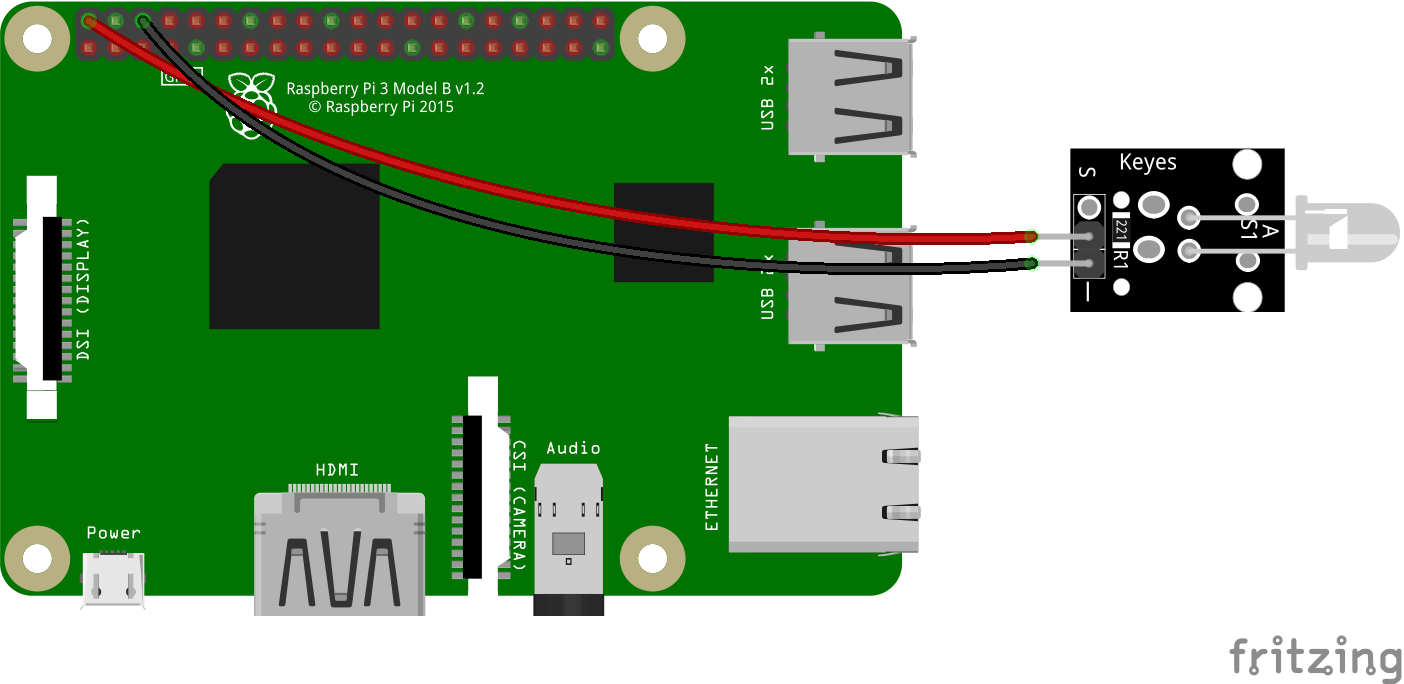 GPIO
Raspberry Pi 3 Model B v1.2
© Raspberry Pi 2015
USB 2x
USB 2x
DSI (DISPLAY)
Keyes
S
221
R1
S1
A
HDMI
CSI (CAMERA)
Audio
ETHERNET
Power
fritzing